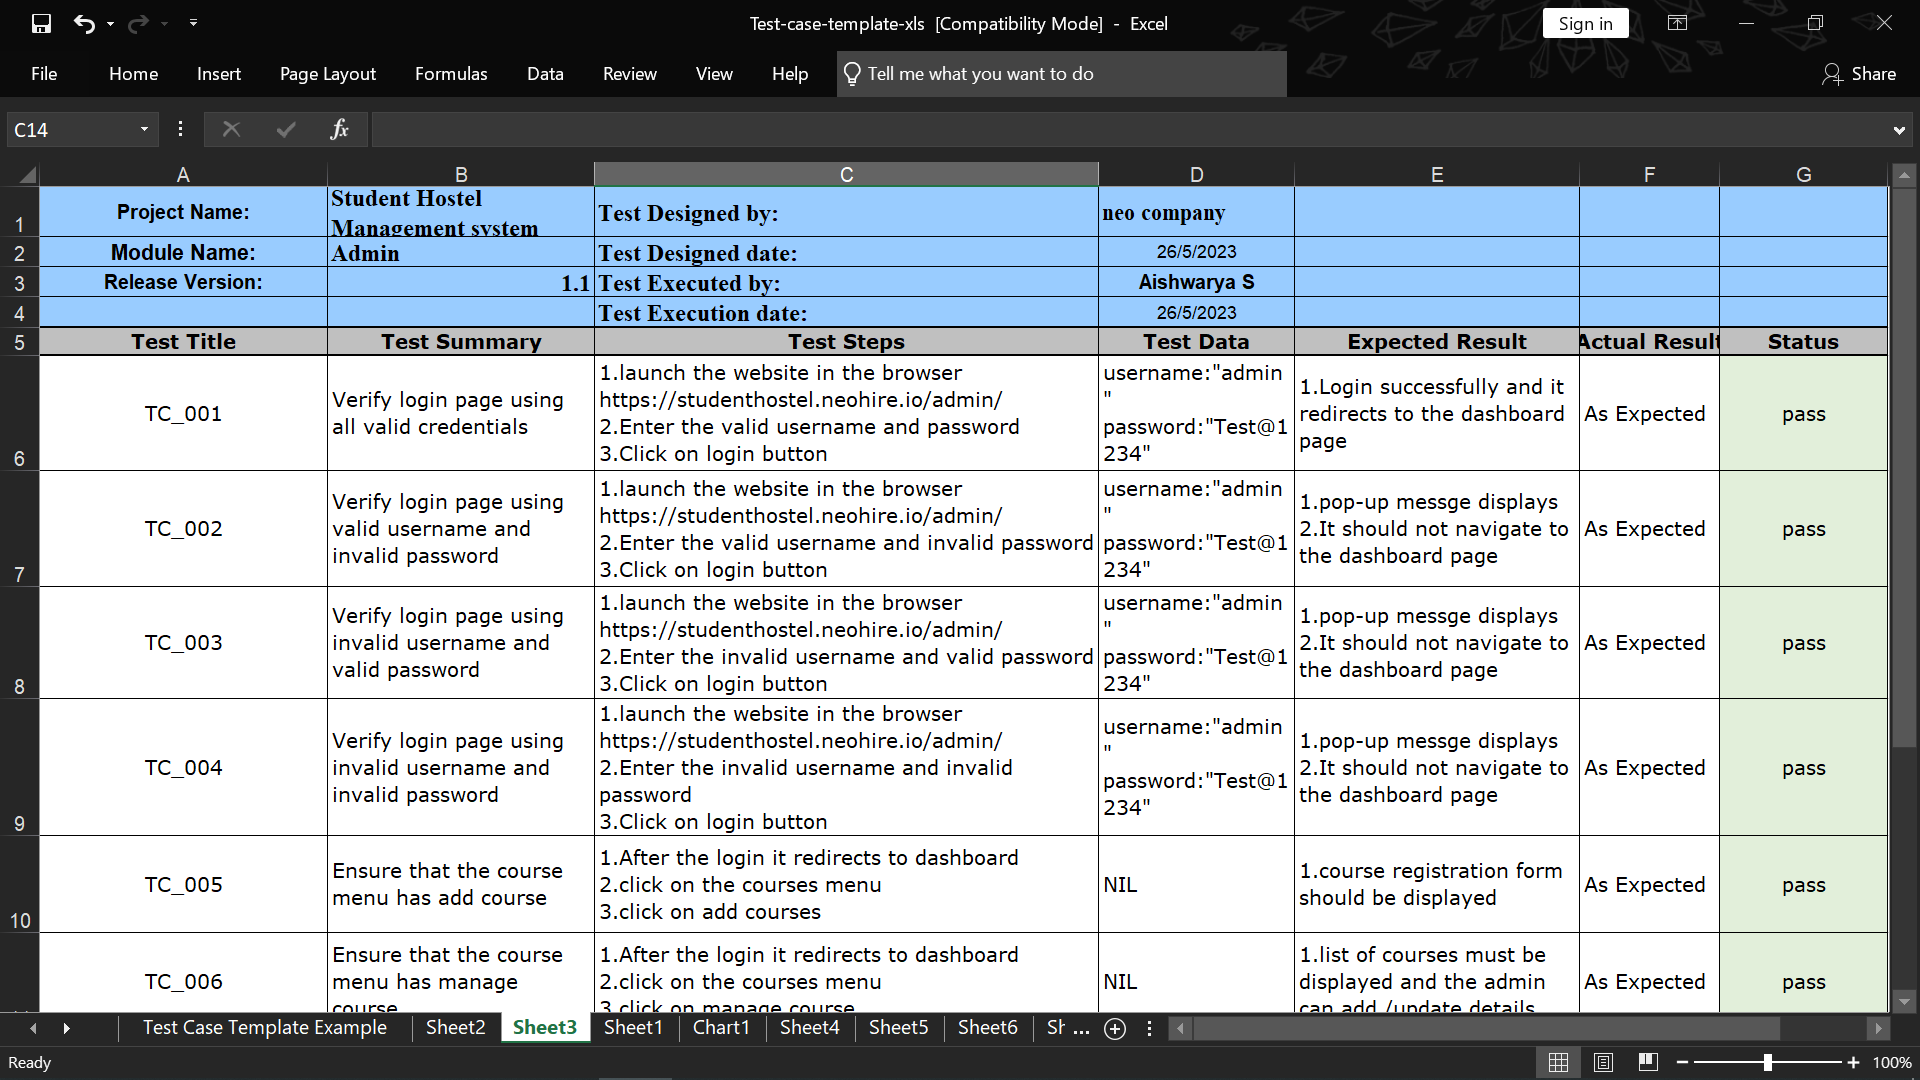 Test-case-template-xls [Compatibility Mode] - Excel
Sign in
File Home Insert Page Layout Formulas Data Review View Help Tell me what you want to do Share
C14
fx
A B C D E F G
1 Project Name: Student Hostel Management system Test Designed by: neo company
2 Module Name: Admin Test Designed date: 26/5/2023
3 Release Version: 1.1 Test Executed by: Aishwarya S
4 Test Execution date: 26/5/2023
5 Test Title Test Summary Test Steps Test Data Expected Result Actual Result Status
6
TC_001
Verify login page using
all valid credentials
1.launch the website in the browser
https://studenthostel.neohire.io/admin/
2.Enter the valid username and password
3.Click on login button
username:"admin
"
password:"Test@1
234"
1.Login successfully and it
redirects to the dashboard
page
As Expected
pass
7
TC_002
Verify login page using
valid username and
invalid password
1.launch the website in the browser
https://studenthostel.neohire.io/admin/
2.Enter the valid username and invalid password
3.Click on login button
username:"admin
"
password:"Test@1
234"
1.pop-up messge displays
2.It should not navigate to
the dashboard page
As Expected
pass
8
TC_003
Verify login page using
invalid username and
valid password
1.launch the website in the browser
https://studenthostel.neohire.io/admin/
2.Enter the invalid username and valid password
3.Click on login button
username:"admin
"
password:"Test@1
234"
1.pop-up messge displays
2.It should not navigate to
the dashboard page
As Expected
pass
9
TC_004
Verify login page using
invalid username and
invalid password
1.launch the website in the browser
https://studenthostel.neohire.io/admin/
2.Enter the invalid username and invalid
password
3.Click on login button
username:"admin
"
password:"Test@1
234"
1.pop-up messge displays
2.It should not navigate to
the dashboard page
As Expected
pass
10
TC_005
Ensure that the course
menu has add course
1.After the login it redirects to dashboard
2.click on the courses menu
3.click on add courses
NIL
1.course registration form
should be displayed
As Expected
pass
TC_006
Ensure that the course
menu has manage
course
1.After the login it redirects to dashboard
2.click on the courses menu
3.click on manage course
NIL
1.list of courses must be
displayed and the admin
can add /update details
As Expected
pass
Test Case Template Example Sheet2 Sheet3 Sheet1 Chart1 Sheet4 Sheet5 Sheet6 Sh ...
Ready
100%